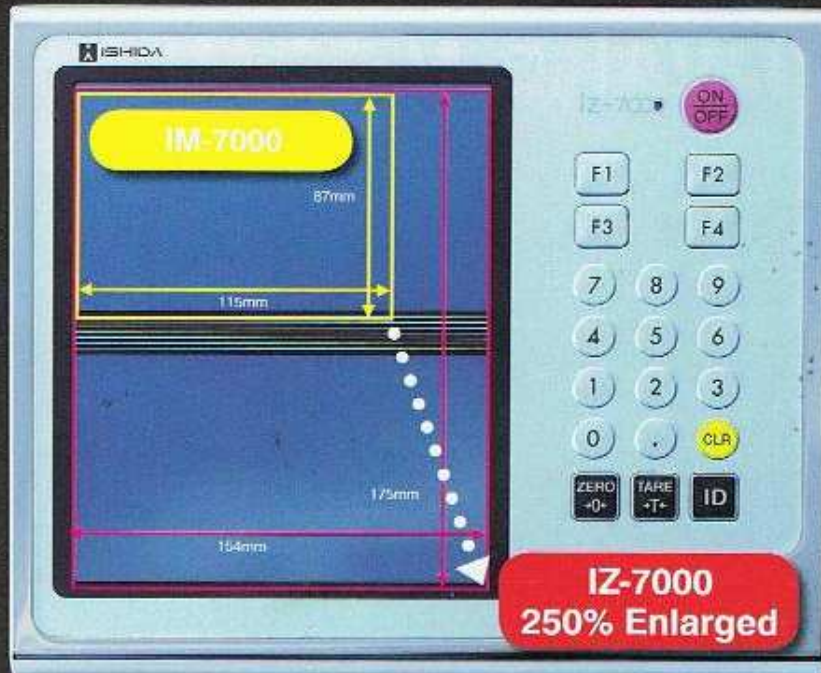 ISHIDA
IM-7000
87mm
115mm
175mm
154mm
IZ-7000
ON
OFF
F1 F2
F3 F4
7 8 9
4 5 6
1 2 3
0 . CLR
ZERO TARE ID
→0← →T←
IZ-7000
250% Enlarged